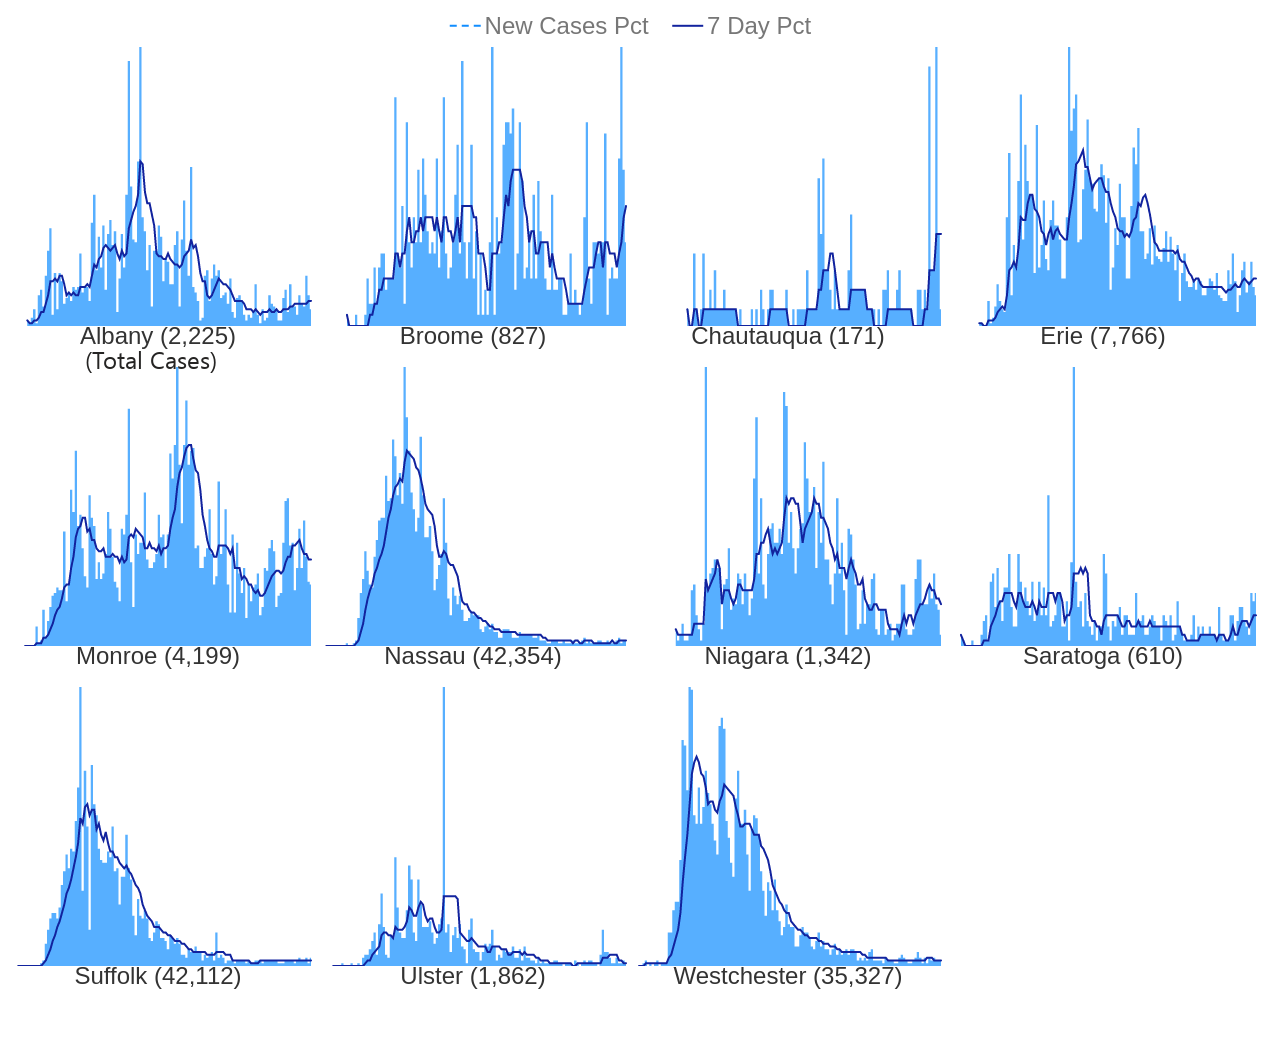 New Cases Pct 7 Day Pct
Albany (2,225) Broome (827) Chautauqua (171) Erie (7,766)
(Total Cases)
Monroe (4,199) Nassau (42,354) Niagara (1,342) Saratoga (610)
Suffolk (42,112) Ulster (1,862) Westchester (35,327)